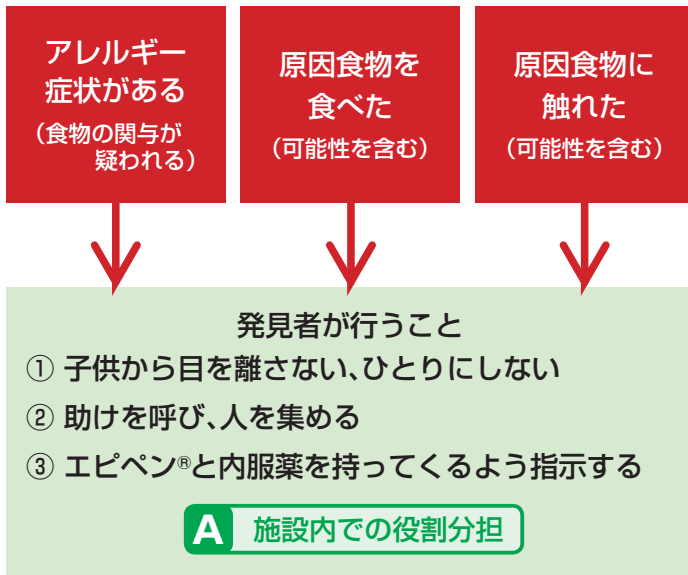 アレルギー
症状がある
（食物の関与が
疑われる）
原因食物を
食べた
（可能性を含む）
原因食物に
触れた
（可能性を含む）
発見者が行うこと
① 子供から目を離さない、ひとりにしない
② 助けを呼び、人を集める
③ エピペン®と内服薬を持ってくるよう指示する
A 施設内での役割分担